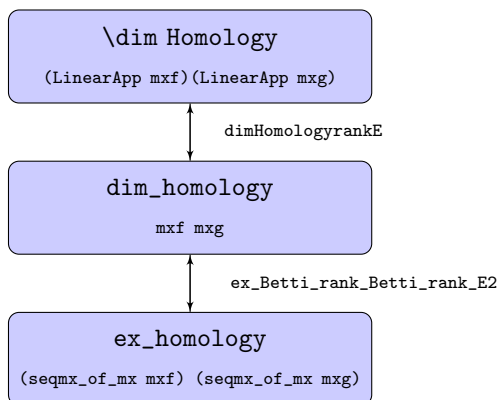 \dim Homology
(LinearApp mxf)(LinearApp mxg)
dimHomologyrankE
dim_homology
mxf mxg
ex_Betti_rank_Betti_rank_E2
ex_homology
(seqmx_of_mx mxf) (seqmx_of_mx mxg)